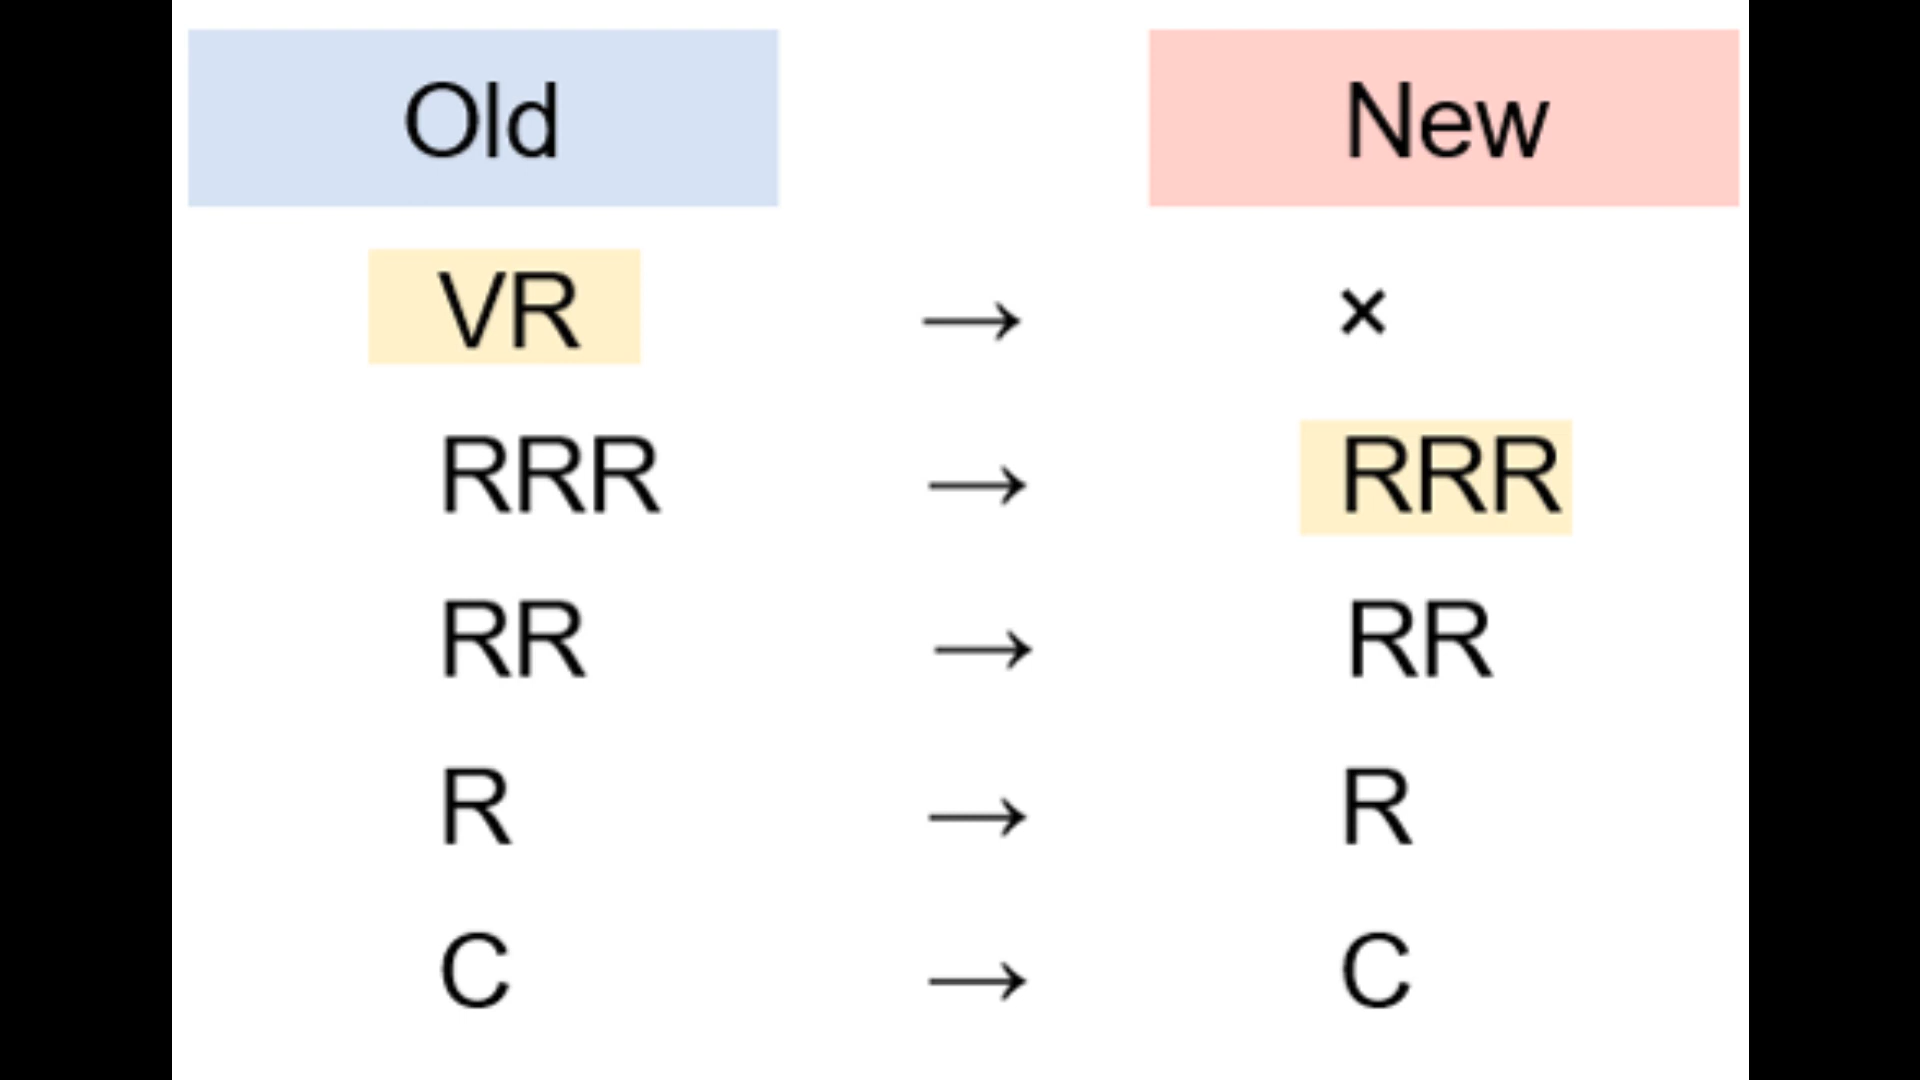 Old New
VR → ×
RRR → RRR
RR → RR
R → R
C → C